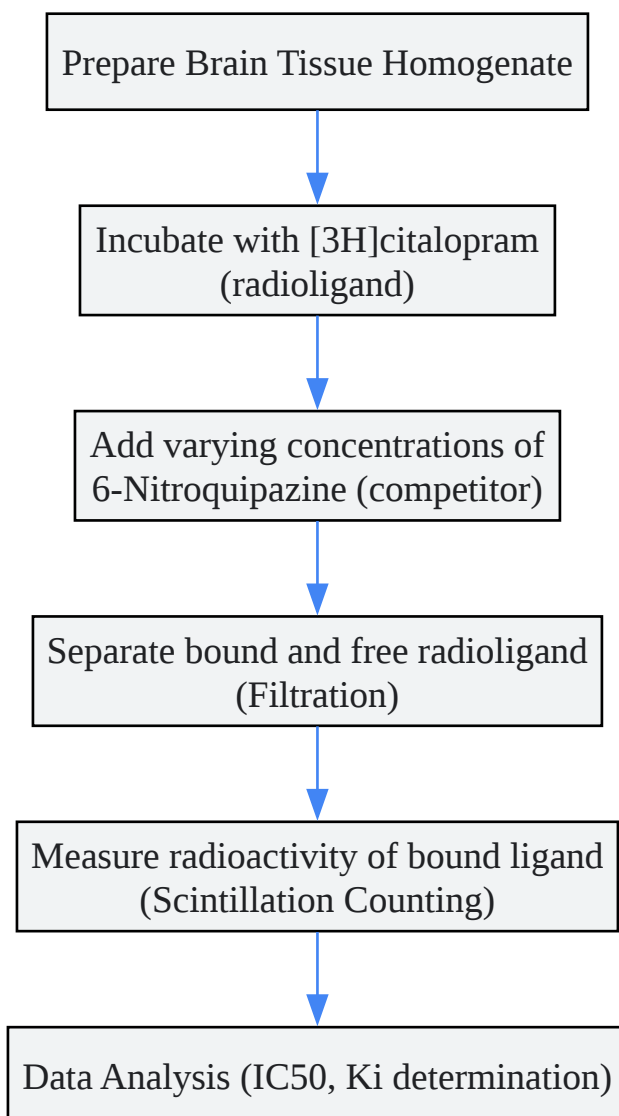 Prepare Brain Tissue Homogenate
Incubate with [3H]citalopram
(radioligand)
Add varying concentrations of
6-Nitroquipazine (competitor)
Separate bound and free radioligand
(Filtration)
Measure radioactivity of bound ligand
(Scintillation Counting)
Data Analysis (IC50, Ki determination)